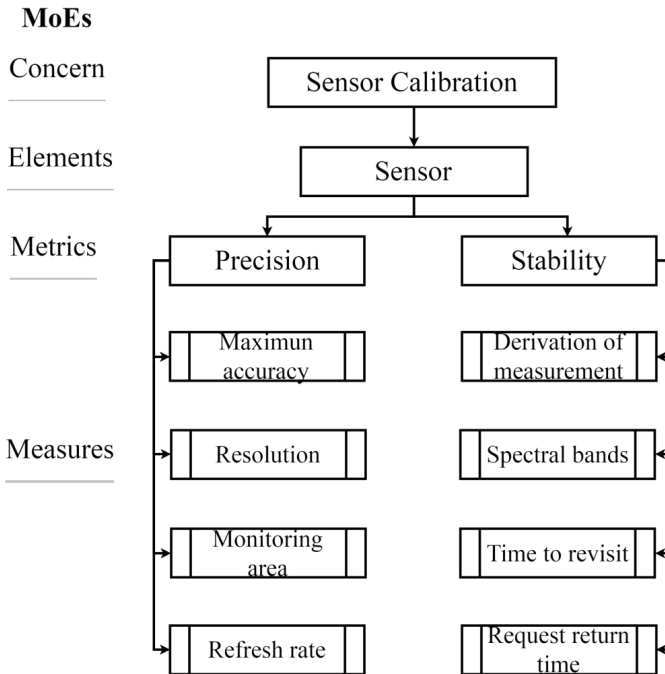 MoEs
Concern
Sensor Calibration
Elements
Sensor
Metrics
Precision
Stability
Maximun
accuracy
Derivation of
measurement
Measures
Resolution
Spectral bands
Monitoring
area
Time to revisit
Refresh rate
Request return
time